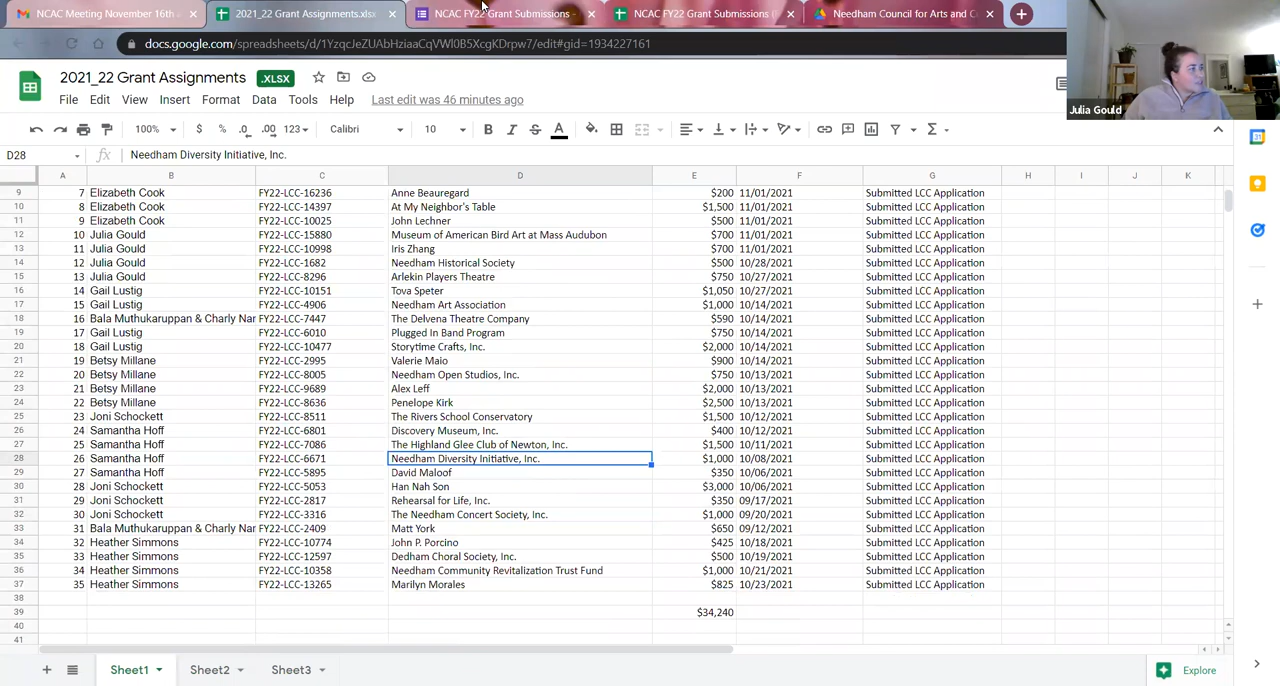 NCAC Meeting November 16th
2021_22 Grant Assignments.xlsx
NCAC FY22 Grant Submissions -
NCAC FY22 Grant Submissions (
Needham Council for Arts and C
docs.google.com/spreadsheets/d/1YzqcJeZUAbHziaaCqVWl0B5XcgKDrpw7/edit#gid=1934227161
2021_22 Grant Assignments .XLSX
File Edit View Insert Format Data Tools Help Last edit was 46 minutes ago
Julia Gould
100% $ % .0 .00 123 Calibri 10 B I S A
D28 fx Needham Diversity Initiative, Inc.
A B C D E F G H I J K
9 7 Elizabeth Cook FY22-LCC-16236 Anne Beauregard $200 11/01/2021 Submitted LCC Application
10 8 Elizabeth Cook FY22-LCC-14397 At My Neighbor's Table $1,500 11/01/2021 Submitted LCC Application
11 9 Elizabeth Cook FY22-LCC-10025 John Lechner $500 11/01/2021 Submitted LCC Application
12 10 Julia Gould FY22-LCC-15880 Museum of American Bird Art at Mass Audubon $700 11/01/2021 Submitted LCC Application
13 11 Julia Gould FY22-LCC-10998 Iris Zhang $700 11/01/2021 Submitted LCC Application
14 12 Julia Gould FY22-LCC-1682 Needham Historical Society $500 10/28/2021 Submitted LCC Application
15 13 Julia Gould FY22-LCC-8296 Arlekin Players Theatre $750 10/27/2021 Submitted LCC Application
16 14 Gail Lustig FY22-LCC-10151 Tova Speter $1,050 10/27/2021 Submitted LCC Application
17 15 Gail Lustig FY22-LCC-4906 Needham Art Association $1,000 10/14/2021 Submitted LCC Application
18 16 Bala Muthukaruppan & Charly Nar FY22-LCC-7447 The Delvena Theatre Company $590 10/14/2021 Submitted LCC Application
19 17 Gail Lustig FY22-LCC-6010 Plugged In Band Program $750 10/14/2021 Submitted LCC Application
20 18 Gail Lustig FY22-LCC-10477 Storytime Crafts, Inc. $2,000 10/14/2021 Submitted LCC Application
21 19 Betsy Millane FY22-LCC-2995 Valerie Maio $900 10/14/2021 Submitted LCC Application
22 20 Betsy Millane FY22-LCC-8005 Needham Open Studios, Inc. $750 10/13/2021 Submitted LCC Application
23 21 Betsy Millane FY22-LCC-9689 Alex Leff $2,000 10/13/2021 Submitted LCC Application
24 22 Betsy Millane FY22-LCC-8636 Penelope Kirk $2,500 10/13/2021 Submitted LCC Application
25 23 Joni Schockett FY22-LCC-8511 The Rivers School Conservatory $1,500 10/12/2021 Submitted LCC Application
26 24 Samantha Hoff FY22-LCC-6801 Discovery Museum, Inc. $400 10/12/2021 Submitted LCC Application
27 25 Samantha Hoff FY22-LCC-7086 The Highland Glee Club of Newton, Inc. $1,500 10/11/2021 Submitted LCC Application
28 26 Samantha Hoff FY22-LCC-6671 Needham Diversity Initiative, Inc. $1,000 10/08/2021 Submitted LCC Application
29 27 Samantha Hoff FY22-LCC-5895 David Maloof $350 10/06/2021 Submitted LCC Application
30 28 Joni Schockett FY22-LCC-5053 Han Nah Son $3,000 10/06/2021 Submitted LCC Application
31 29 Joni Schockett FY22-LCC-2817 Rehearsal for Life, Inc. $350 09/17/2021 Submitted LCC Application
32 30 Joni Schockett FY22-LCC-3316 The Needham Concert Society, Inc. $1,000 09/20/2021 Submitted LCC Application
33 31 Bala Muthukaruppan & Charly Nar FY22-LCC-2409 Matt York $650 09/12/2021 Submitted LCC Application
34 32 Heather Simmons FY22-LCC-10774 John P. Porcino $425 10/18/2021 Submitted LCC Application
35 33 Heather Simmons FY22-LCC-12597 Dedham Choral Society, Inc. $500 10/19/2021 Submitted LCC Application
36 34 Heather Simmons FY22-LCC-10358 Needham Community Revitalization Trust Fund $1,000 10/21/2021 Submitted LCC Application
37 35 Heather Simmons FY22-LCC-13265 Marilyn Morales $825 10/23/2021 Submitted LCC Application
38
39 $34,240
40
41
Sheet1 Sheet2 Sheet3 Explore